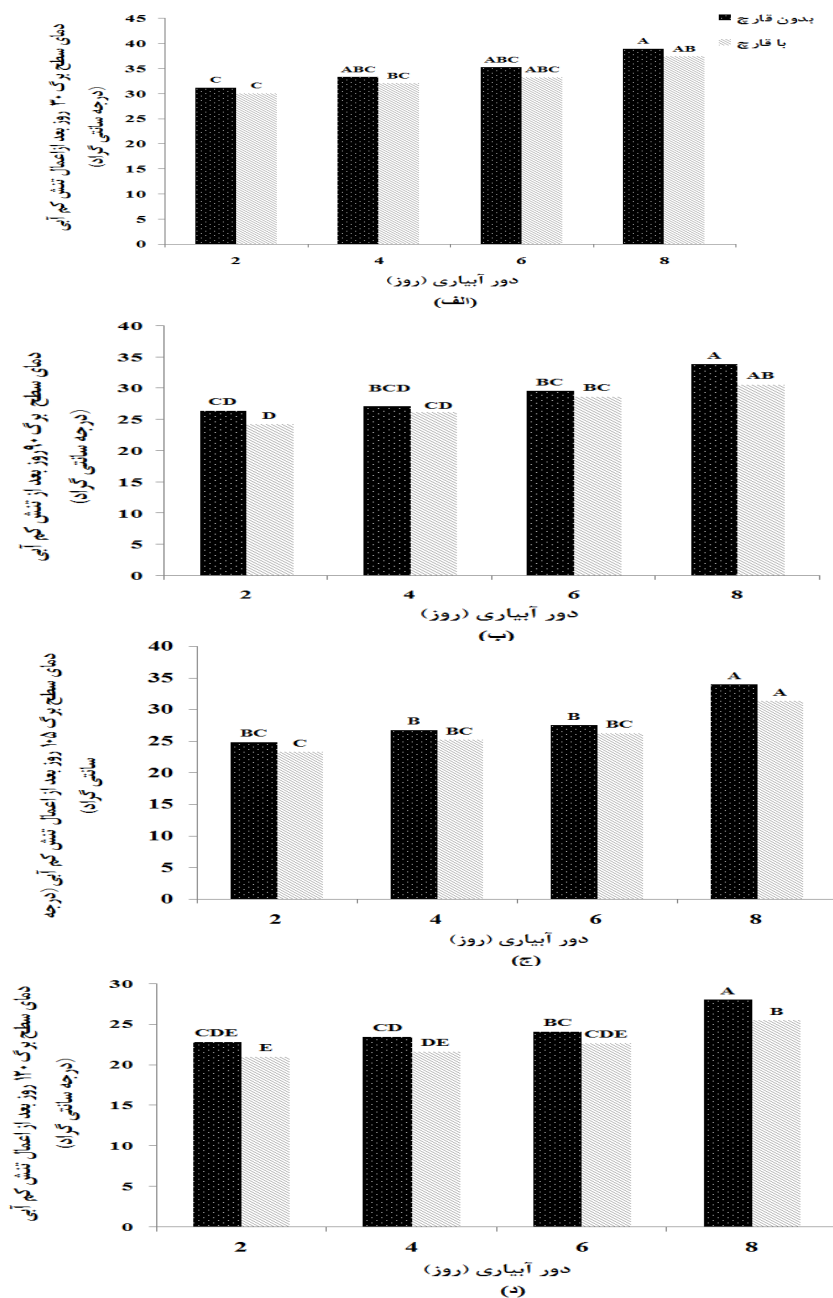 بدون قارچ
با قارچ
دمای سطح برگ ۳۰ روز بعد از اعمال تنش کم آبی
(درجه سانتی گراد)
45
40
35
30
25
20
15
10
5
0
C C ABC BC ABC ABC A AB
2 4 6 8
دور آبیاری (روز)
(الف)
دمای سطح برگ ۹۰ روز بعد از تنش کم آبی
(درجه سانتی گراد)
40
35
30
25
20
15
10
5
0
CD D BCD CD BC BC A AB
2 4 6 8
دور آبیاری (روز)
(ب)
دمای سطح برگ ۱۰۵ روز بعد از اعمال تنش کم آبی (درجه
سانتی گراد)
40
35
30
25
20
15
10
5
0
BC C B BC B BC A A
2 4 6 8
دور آبیاری (روز)
(ج)
دمای سطح برگ ۱۲۰ روز بعد از اعمال تنش کم آبی
(درجه سانتی گراد)
30
25
20
15
10
5
0
CDE E CD DE BC CDE A B
2 4 6 8
دور آبیاری (روز)
(د)